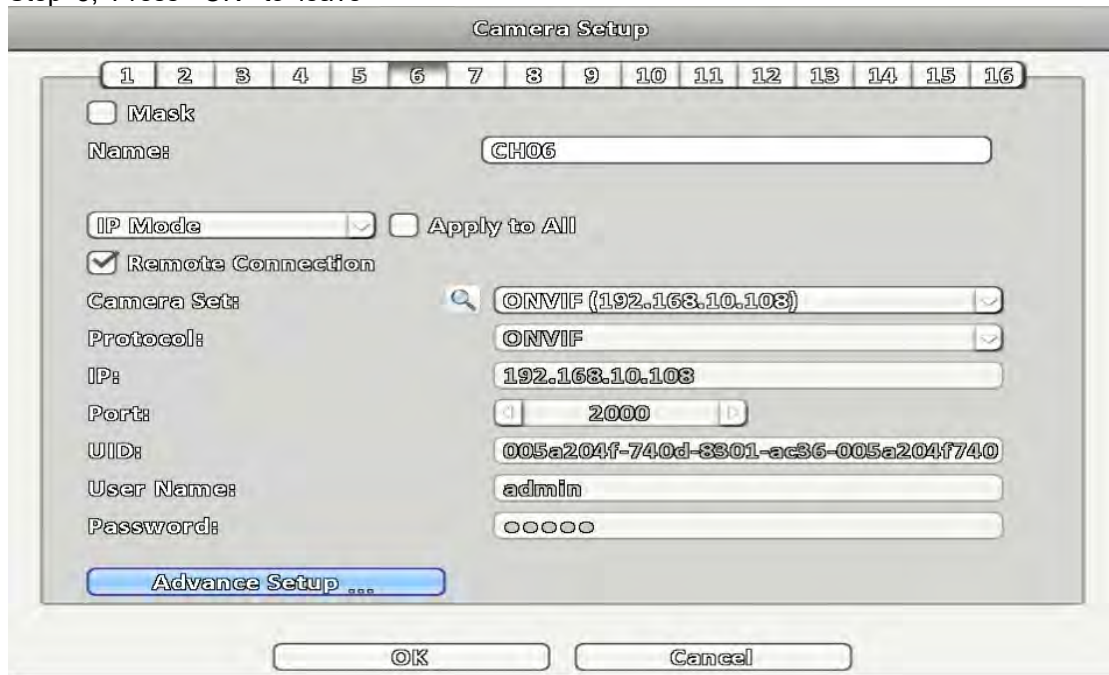 Camera Setup
1 2 3 4 5 6 7 8 9 10 11 12 13 14 15 16
Mask
Name: CH06
IP Mode Apply to All
Remote Connection
Camera Set: ONVIF (192.168.10.108)
Protocol: ONVIF
IP: 192.168.10.108
Port: 2000
UID: 005a204f-740d-8301-ac36-005a204f740
User Name: admin
Password: ooooo
Advance Setup ...
OK Cancel